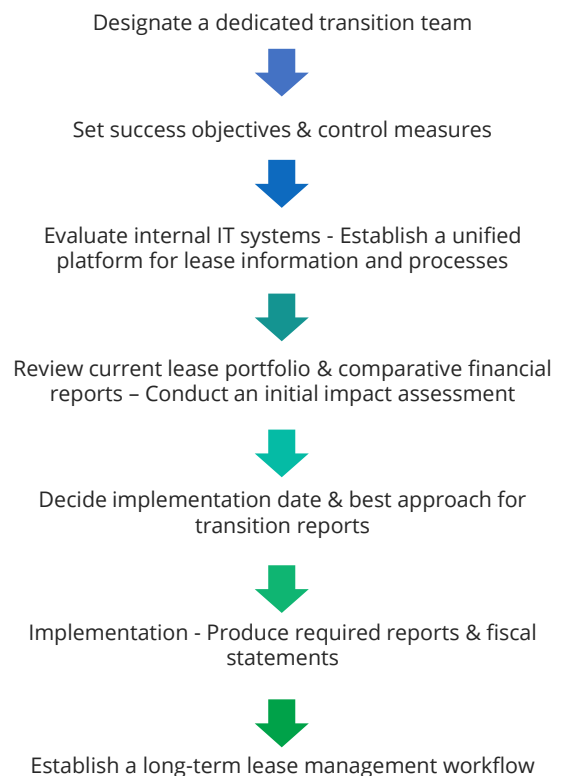 Designate a dedicated transition team
Set success objectives & control measures
Evaluate internal IT systems - Establish a unified
platform for lease information and processes
Review current lease portfolio & comparative financial
reports – Conduct an initial impact assessment
Decide implementation date & best approach for
transition reports
Implementation - Produce required reports & fiscal
statements
Establish a long-term lease management workflow